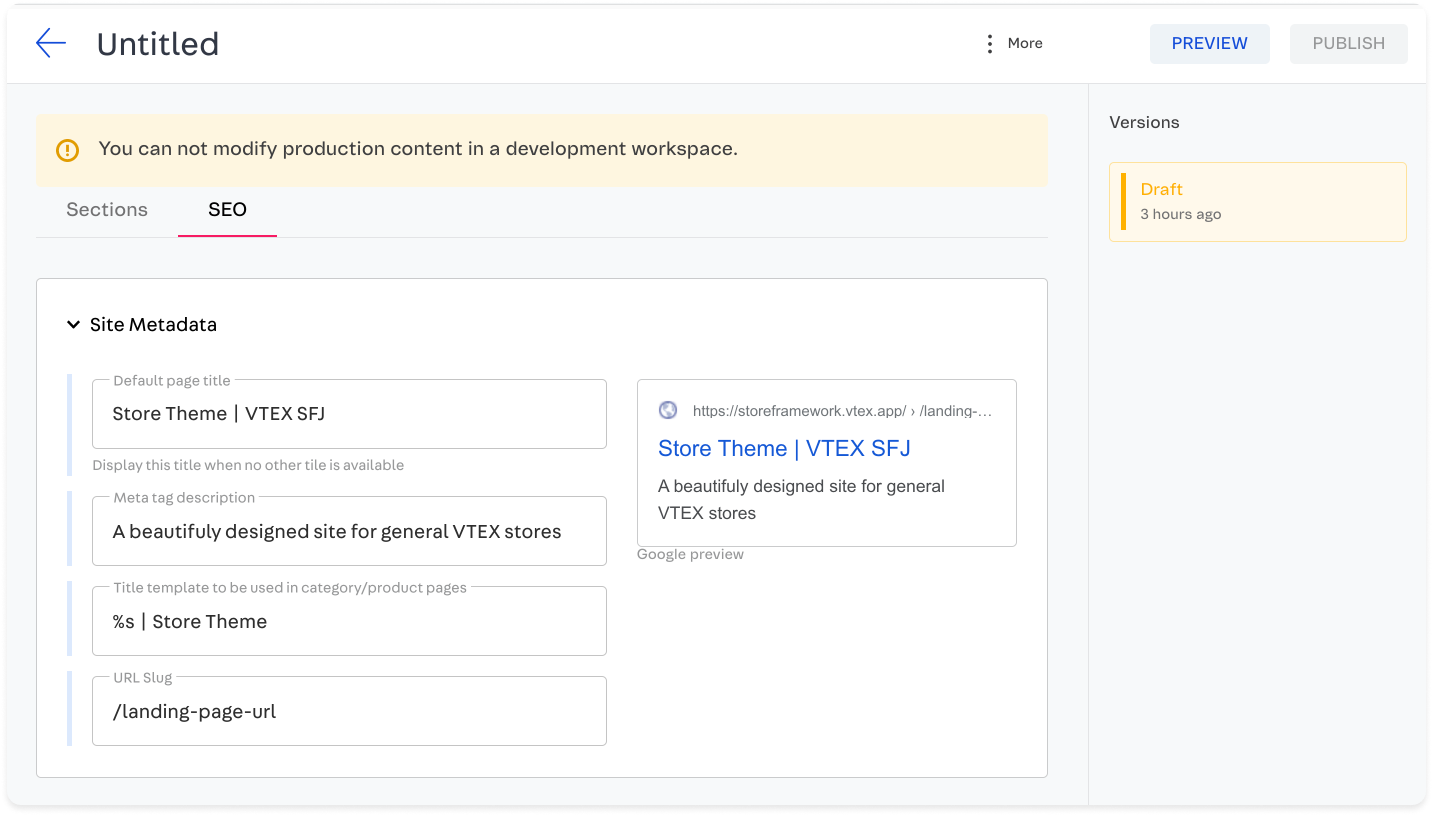 Untitled
More
PREVIEW
PUBLISH
You can not modify production content in a development workspace.
Sections
SEO
Versions
Draft
3 hours ago
Site Metadata
Default page title
Store Theme | VTEX SFJ
Display this title when no other tile is available
Meta tag description
A beautifuly designed site for general VTEX stores
Title template to be used in category/product pages
%s | Store Theme
URL Slug
/landing-page-url
https://storeframework.vtex.app/ › /landing-...
Store Theme | VTEX SFJ
A beautifuly designed site for general
VTEX stores
Google preview